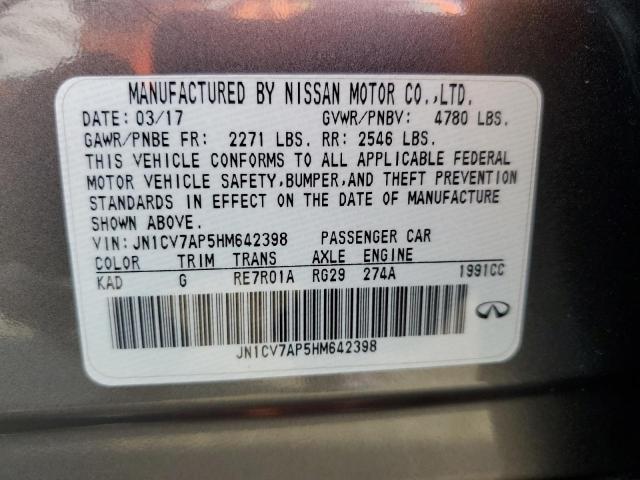 MANUFACTURED BY NISSAN MOTOR CO.,LTD.
DATE: 03/17 GVWR/PNBV: 4780 LBS.
GAWR/PNBE FR: 2271 LBS. RR: 2546 LBS.
THIS VEHICLE CONFORMS TO ALL APPLICABLE FEDERAL
MOTOR VEHICLE SAFETY,BUMPER,AND THEFT PREVENTION
STANDARDS IN EFFECT ON THE DATE OF MANUFACTURE
SHOWN ABOVE.
VIN:JN1CV7AP5HM642398 PASSENGER CAR
COLOR TRIM TRANS AXLE ENGINE
KAD G RE7R01A RG29 274A 1991CC
JN1CV7AP5HM642398